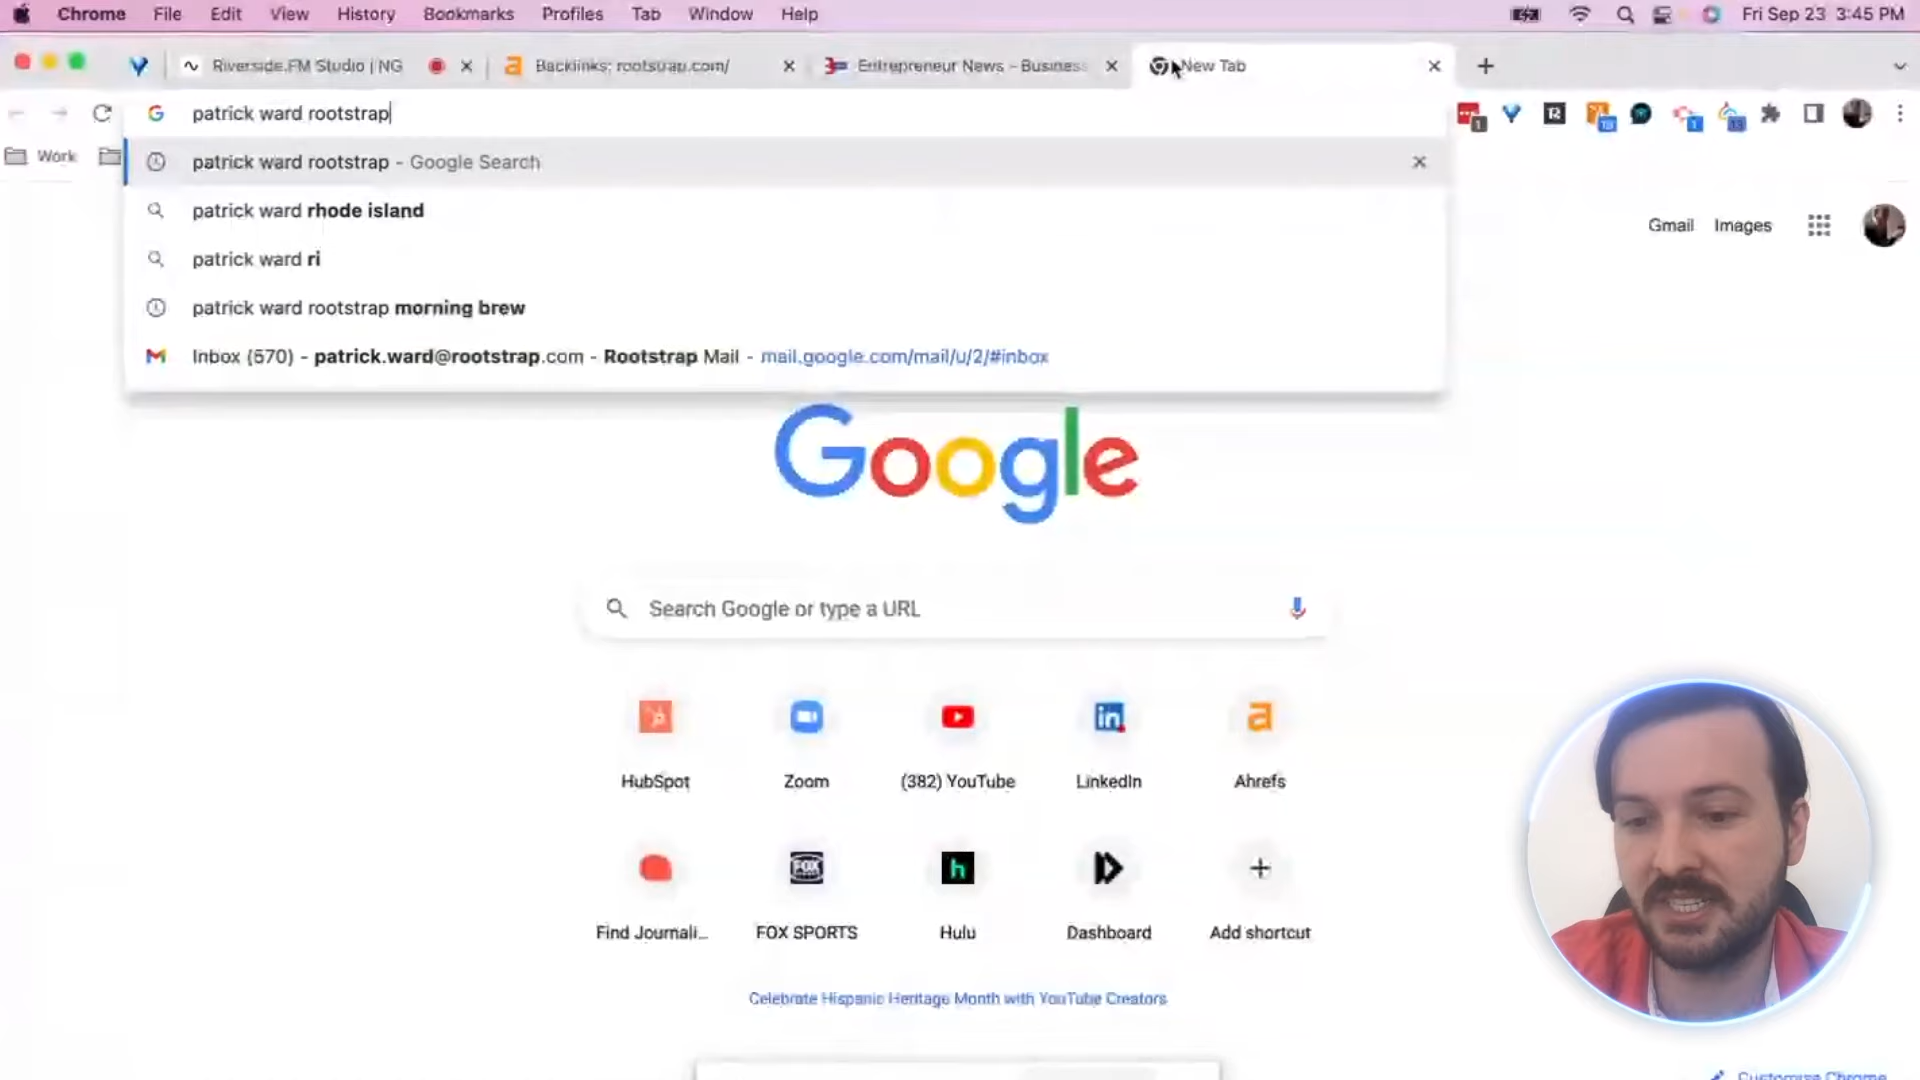 Chrome File Edit View History Bookmarks Profiles Tab Window Help Fri Sep 23 3:45 PM
Riverside.FM Studio | NG Backlinks: rootstrap.com/ Entrepreneur News - Business New Tab
patrick ward rootstrap
Work
patrick ward rootstrap - Google Search
patrick ward rhode island
patrick ward ri
patrick ward rootstrap morning brew
Inbox (570) - patrick.ward@rootstrap.com - Rootstrap Mail - mail.google.com/mail/u/2/#inbox
Gmail Images
Google
Search Google or type a URL
HubSpot Zoom (382) YouTube LinkedIn Ahrefs
Find Journali... FOX SPORTS Hulu Dashboard Add shortcut
Celebrate Hispanic Heritage Month with YouTube Creators
Customise Chrome